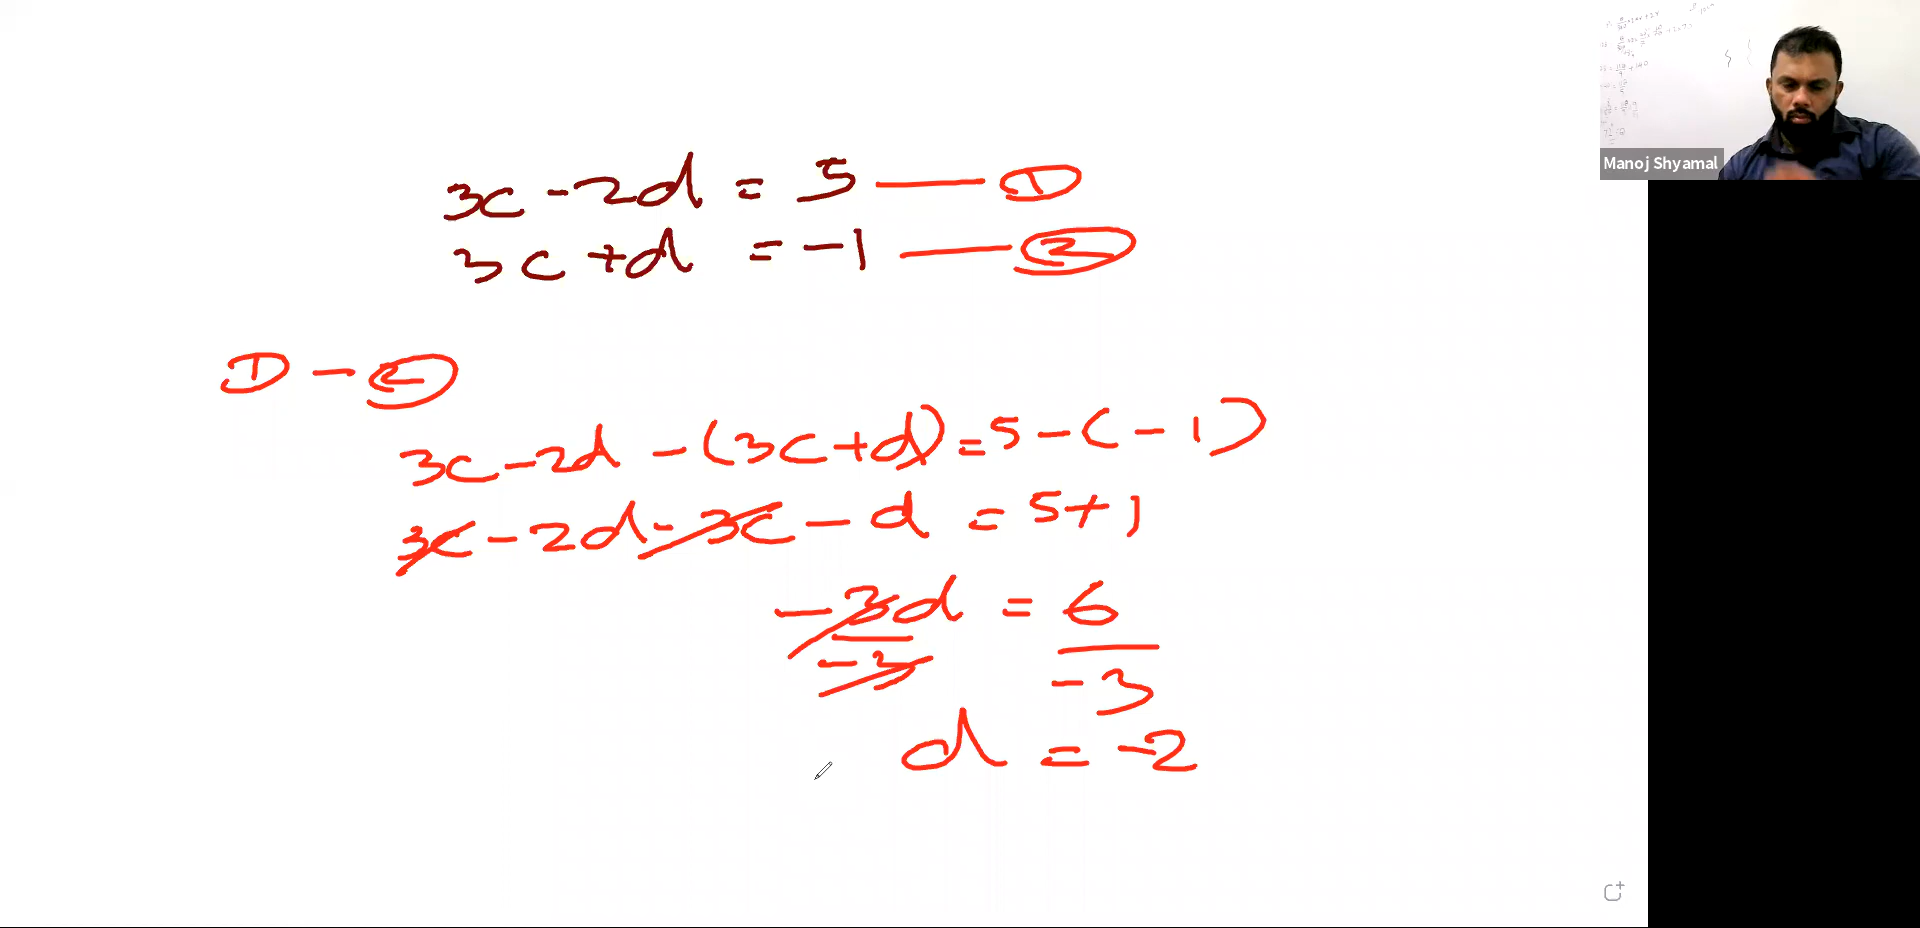 3c - 2d = 5 — ①
3c + d = -1 — ②
① - ②
3c - 2d - (3c + d) = 5 - (-1)
3c - 2d - 3c - d = 5 + 1
-3d = 6
-3 -3
d = -2
Manoj Shyamal